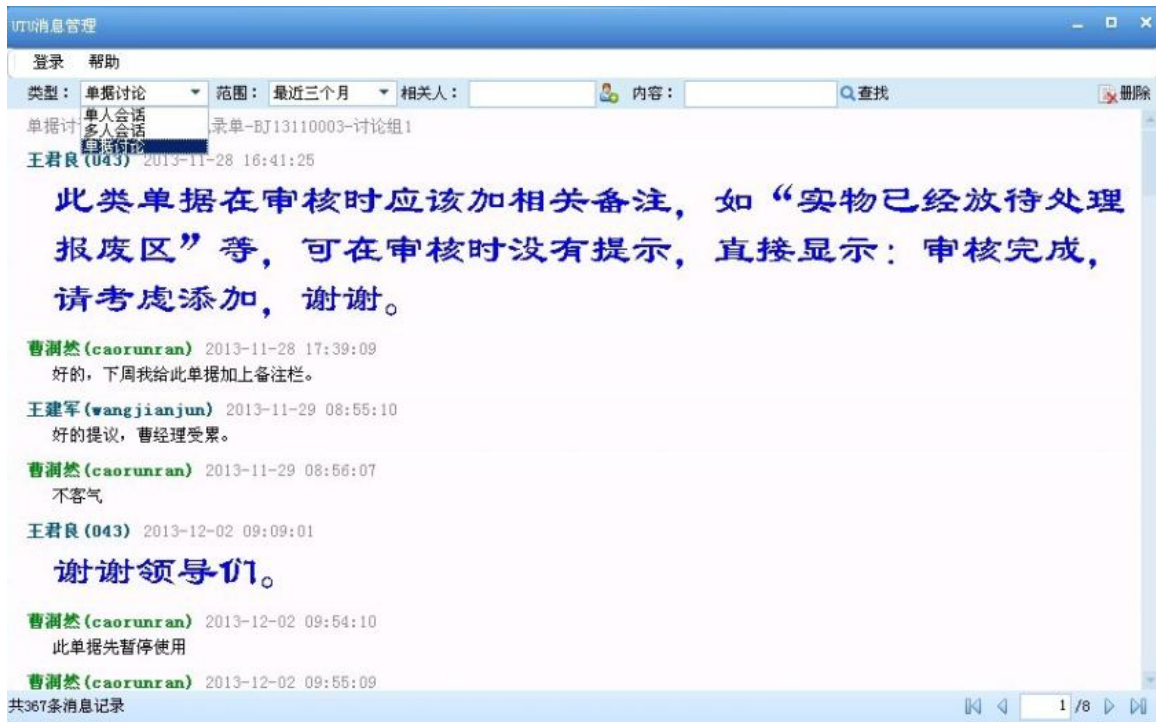 UTU消息管理
登录 帮助
类型： 单据讨论 范围： 最近三个月 相关人： 内容： 查找 删除
单人会话
多人会话
单据讨论
单据讨 录单-BJ13110003-讨论组1
王君良(043) 2013-11-28 16:41:25
此类单据在审核时应该加相关备注，如“实物已经放待处理
报废区”等，可在审核时没有提示，直接显示：审核完成，
请考虑添加，谢谢。
曹润然(caorunran) 2013-11-28 17:39:09
好的，下周我给此单据加上备注栏。
王建军(wangjianjun) 2013-11-29 08:55:10
好的提议，曹经理受累。
曹润然(caorunran) 2013-11-29 08:56:07
不客气
王君良(043) 2013-12-02 09:09:01
谢谢领导们。
曹润然(caorunran) 2013-12-02 09:54:10
此单据先暂停使用
曹润然(caorunran) 2013-12-02 09:55:09
共367条消息记录 1 /8